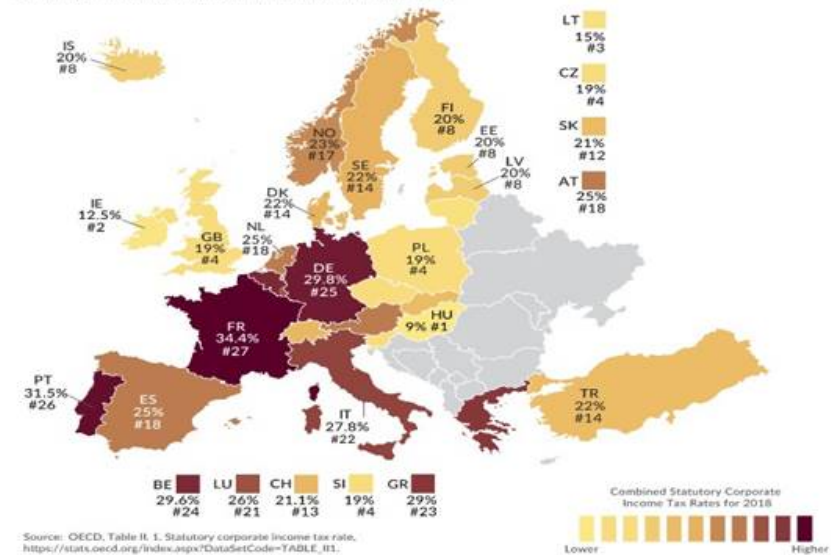 IS
20%
#8
LT
15%
#3
CZ
19%
#4
SK
21%
#12
AT
25%
#18
FI
20%
#8
EE
20%
#8
LV
20%
#8
NO
23%
#17
SE
22%
#14
DK
22%
#14
IE
12.5%
#2
GB
19%
#4
NL
25%
#18
DE
29.8%
#25
PL
19%
#4
HU
9% #1
FR
34.4%
#27
PT
31.5%
#26
ES
25%
#18
IT
27.8%
#22
TR
22%
#14
BE
29.6%
#24
LU
26%
#21
CH
21.1%
#13
SI
19%
#4
GR
29%
#23
Combined Statutory Corporate
Income Tax Rates for 2018
Lower Higher
Source: OECD, Table II. 1. Statutory corporate income tax rate,
https://stats.oecd.org/index.aspx?DataSetCode=TABLE_II1.